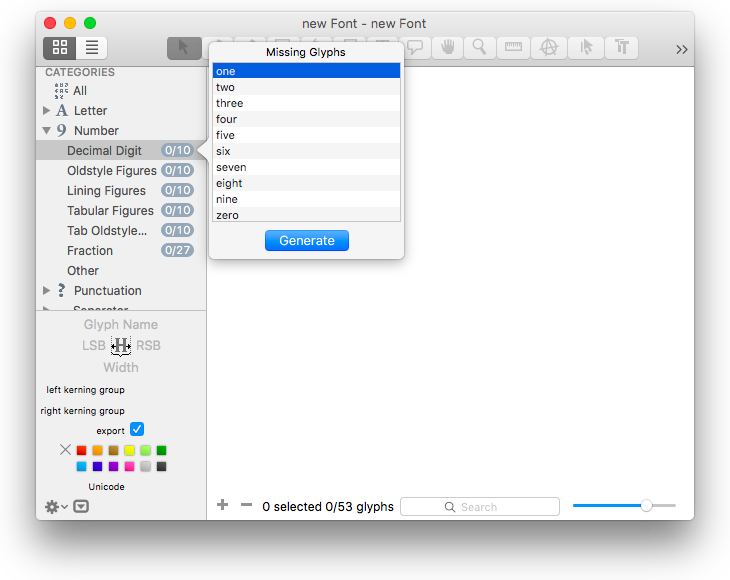 new Font - new Font
CATEGORIES
All
Letter
Number
Decimal Digit 0/10
Oldstyle Figures 0/10
Lining Figures 0/10
Tabular Figures 0/10
Tab Oldstyle... 0/10
Fraction 0/27
Other
Punctuation
Separator
Missing Glyphs
one
two
three
four
five
six
seven
eight
nine
zero
Generate
Glyph Name
LSB H RSB
Width
left kerning group
right kerning group
export
Unicode
0 selected 0/53 glyphs
Search